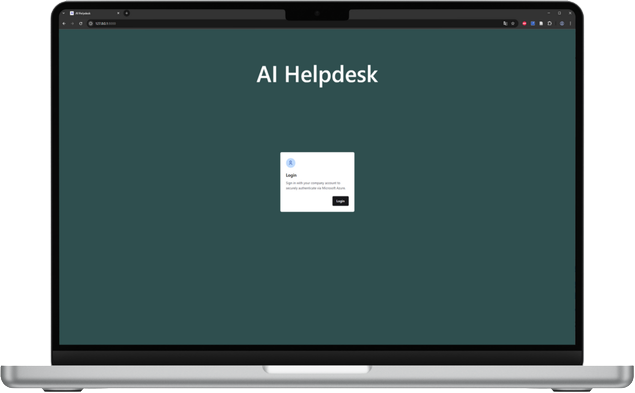 AI Helpdesk
127.0.0.1
AI Helpdesk
Login
Sign in with your company account to
securely authenticate via Microsoft Azure.
Login